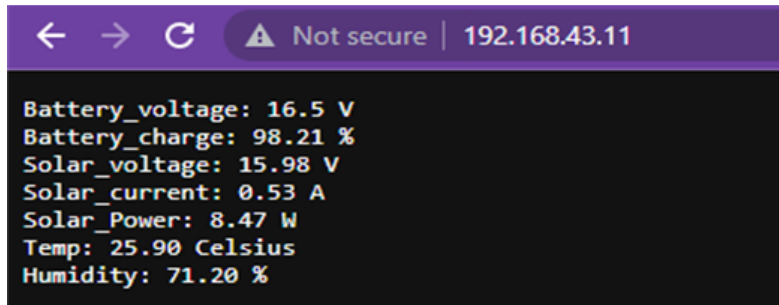 Not secure | 192.168.43.11
Battery_voltage: 16.5 V
Battery_charge: 98.21 %
Solar_voltage: 15.98 V
Solar_current: 0.53 A
Solar_Power: 8.47 W
Temp: 25.90 Celsius
Humidity: 71.20 %